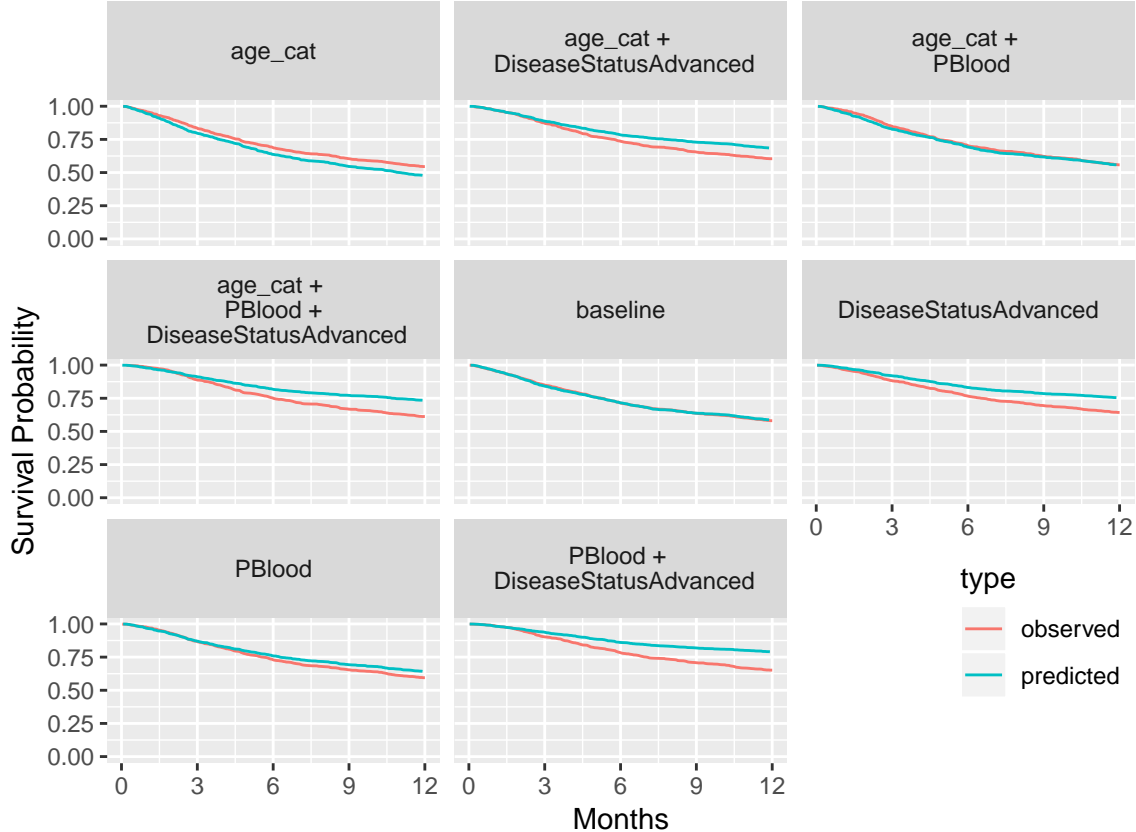 age_cat
age_cat +
DiseaseStatusAdvanced
age_cat +
PBlood
1.00
0.75
0.50
0.25
0.00
age_cat +
PBlood +
DiseaseStatusAdvanced
baseline
DiseaseStatusAdvanced
1.00
0.75
0.50
0.25
0.00
0 3 6 9 12
Survival Probability
PBlood
PBlood +
DiseaseStatusAdvanced
1.00
0.75
0.50
0.25
0.00
0 3 6 9 12
0 3 6 9 12
Months
type
observed
predicted